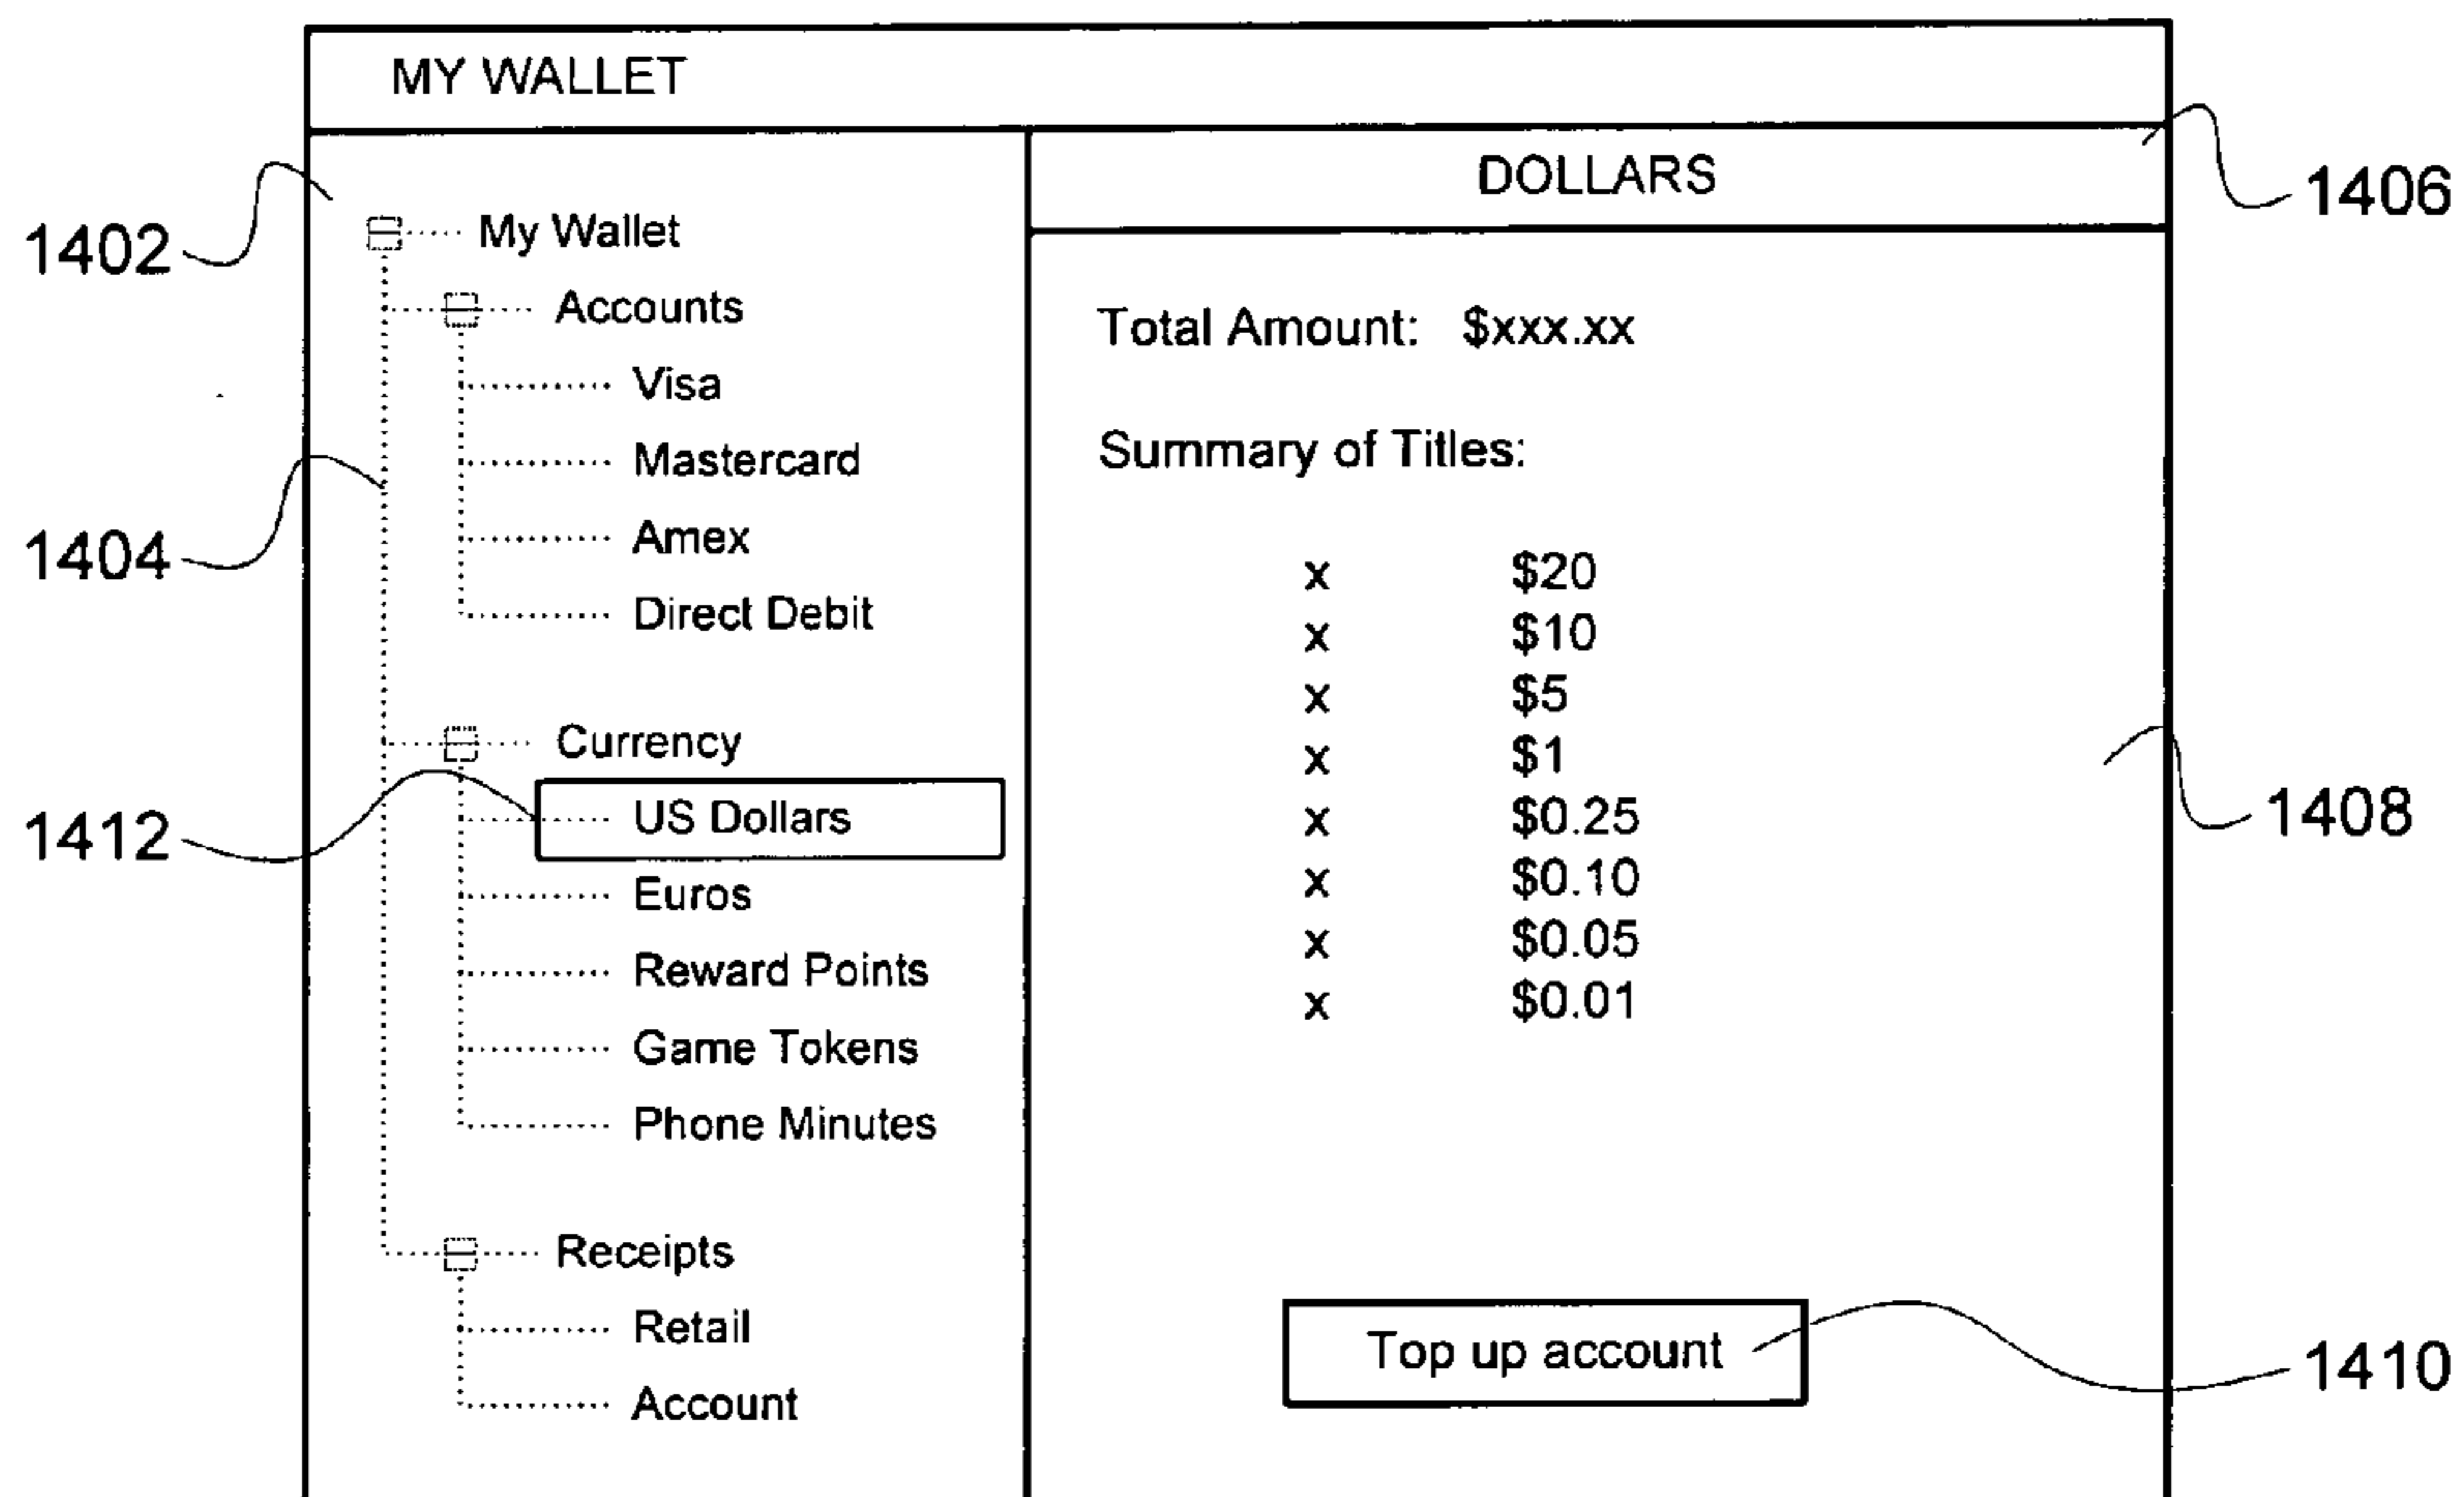 MY WALLET
1402
1404
1412
My Wallet
Accounts
Visa
Mastercard
Amex
Direct Debit
Currency
US Dollars
Euros
Reward Points
Game Tokens
Phone Minutes
Receipts
Retail
Account
DOLLARS
Total Amount: $xxx.xx
Summary of Titles:
x $20
x $10
x $5
x $1
x $0.25
x $0.10
x $0.05
x $0.01
Top up account
1406
1408
1410